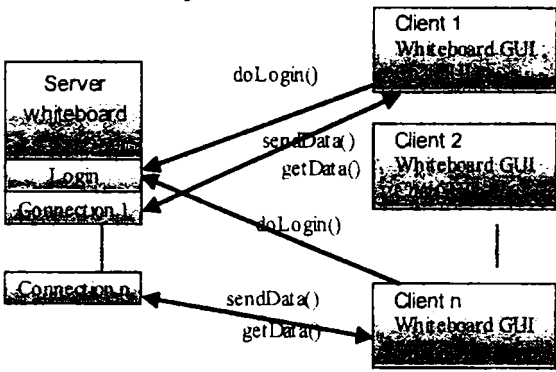 Server
whiteboard
Login
Connection 1
Connection n
doLogin()
sendData()
getData()
doLogin()
sendData()
getData()
Client 1
Whiteboard GUI
Client 2
Whiteboard GUI
Client n
Whiteboard GUI